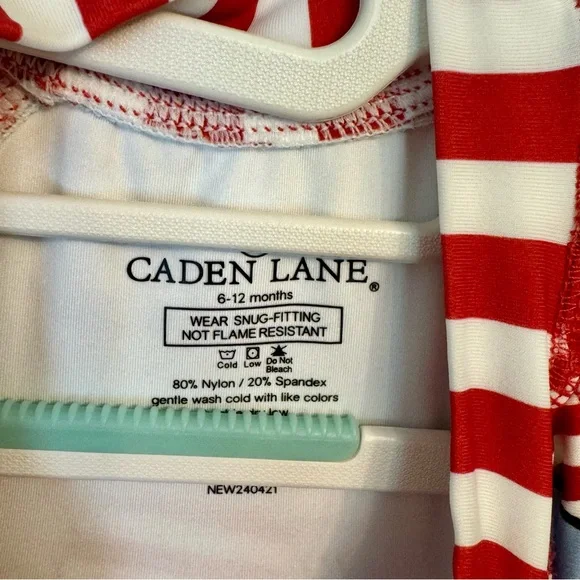 CADEN LANE®
6-12 months
WEAR SNUG-FITTING
NOT FLAME RESISTANT
Cold Low Do Not
Bleach
80% Nylon / 20% Spandex
gentle wash cold with like colors
low
NEW240421